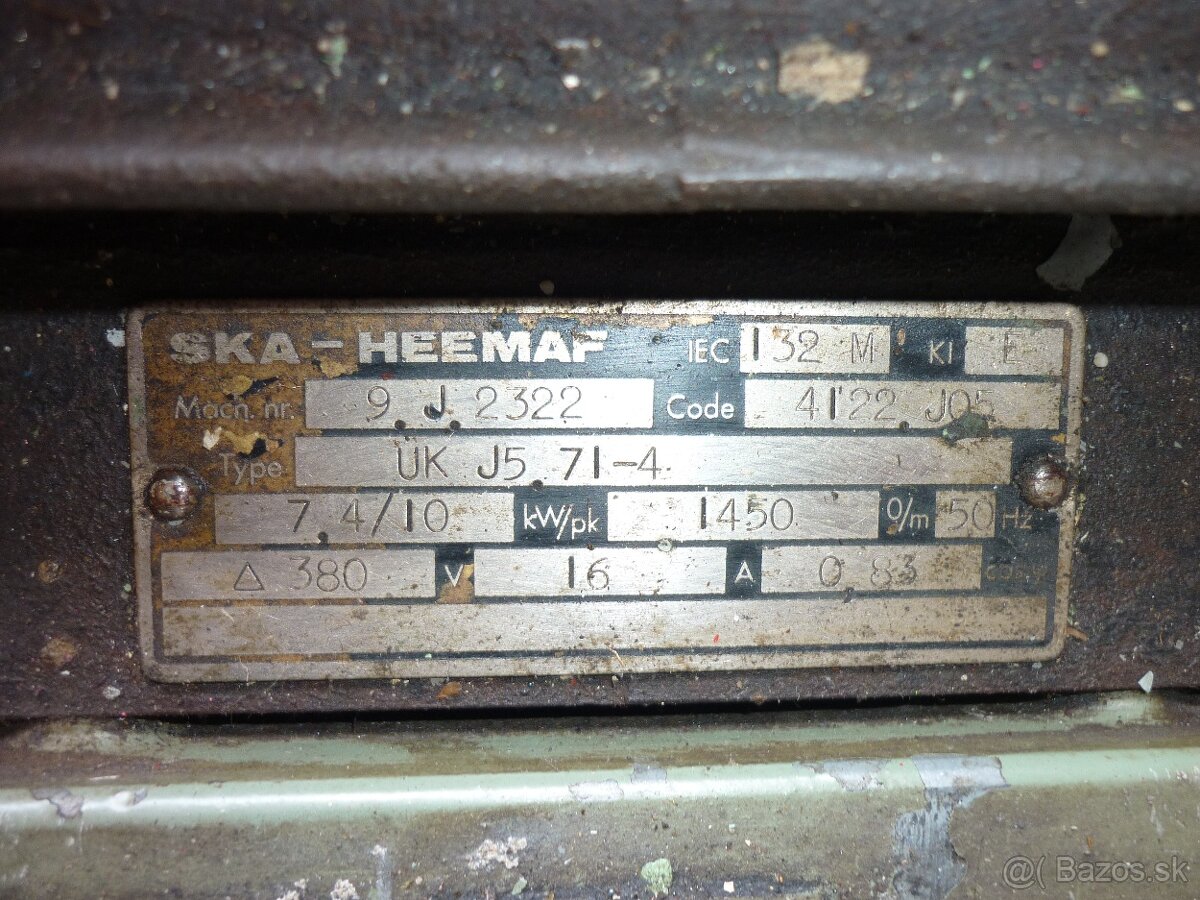 SKA-HEEMAF IEC 132 M Kl E
Mach. nr. 9 J 2322 Code 4122 J05
Type UK J5 71-4
7.4/10 kW/pk 1450 o/m 50 Hz
△ 380 V 16 A 0.83 cosφ
@( Bazos.sk